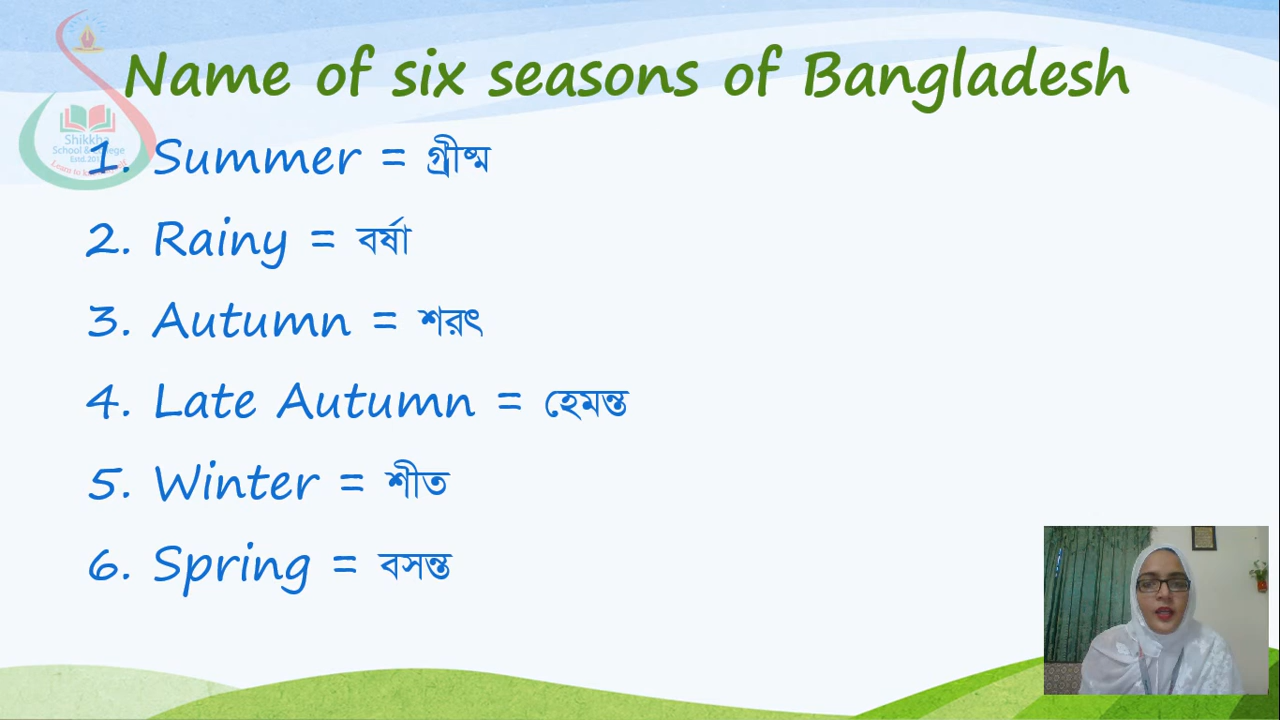 Name of six seasons of Bangladesh
Shikkha
School & College
1. Summer = গ্রীষ্ম
2. Rainy = বর্ষা
3. Autumn = শরৎ
4. Late Autumn = হেমন্ত
5. Winter = শীত
6. Spring = বসন্ত